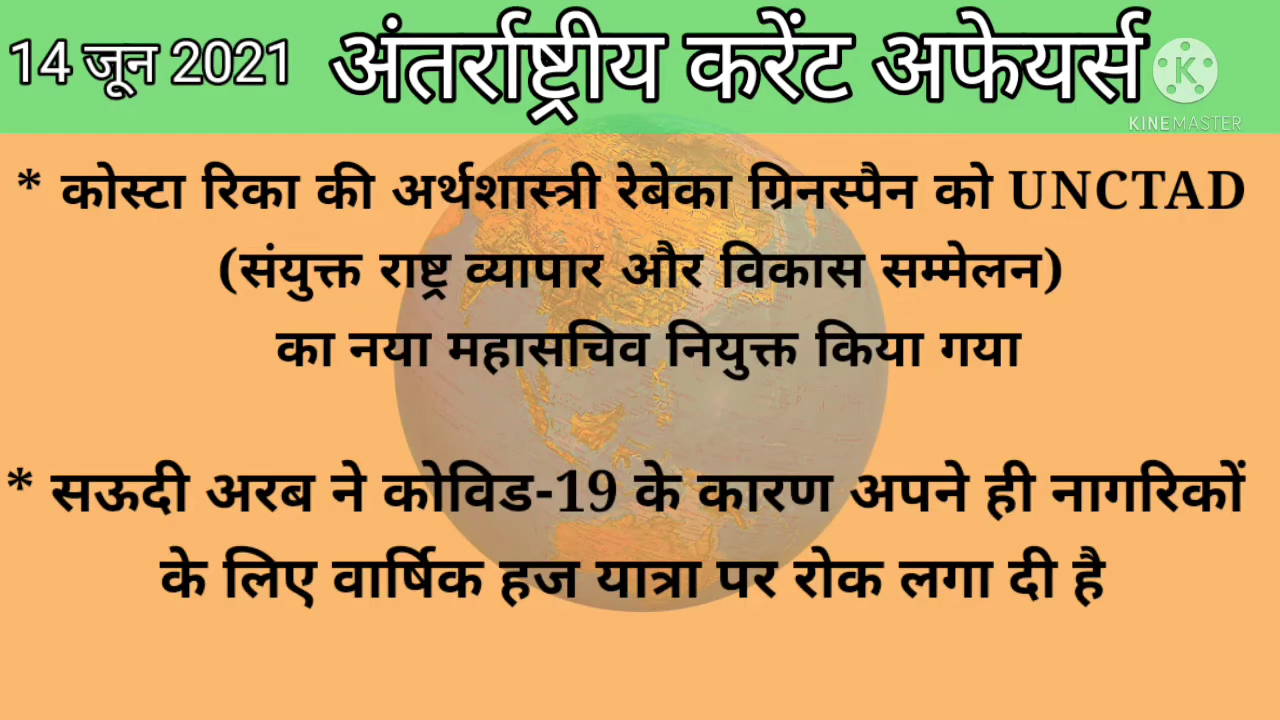 14 जून 2021 अंतर्राष्ट्रीय करेंट अफेयर्स
K
KINEMASTER
* कोस्टा रिका की अर्थशास्त्री रेबेका ग्रिनस्पैन को UNCTAD
(संयुक्त राष्ट्र व्यापार और विकास सम्मेलन)
का नया महासचिव नियुक्त किया गया
* सऊदी अरब ने कोविड-19 के कारण अपने ही नागरिकों
के लिए वार्षिक हज यात्रा पर रोक लगा दी है